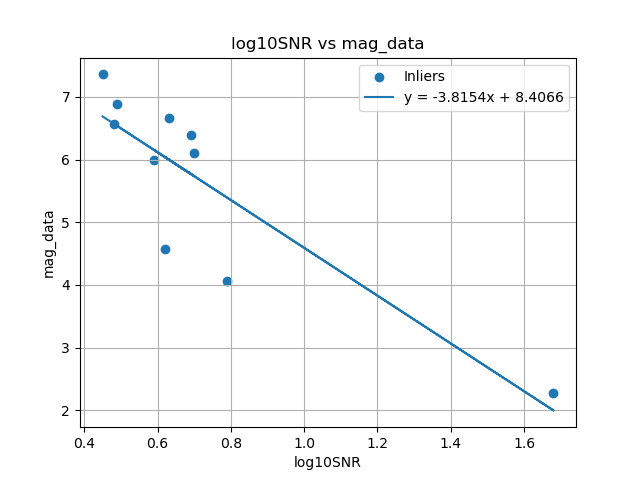 log10SNR vs mag_data
Inliers
y = -3.8154x + 8.4066
7
6
5
4
3
2
mag_data
0.4 0.6 0.8 1.0 1.2 1.4 1.6
log10SNR